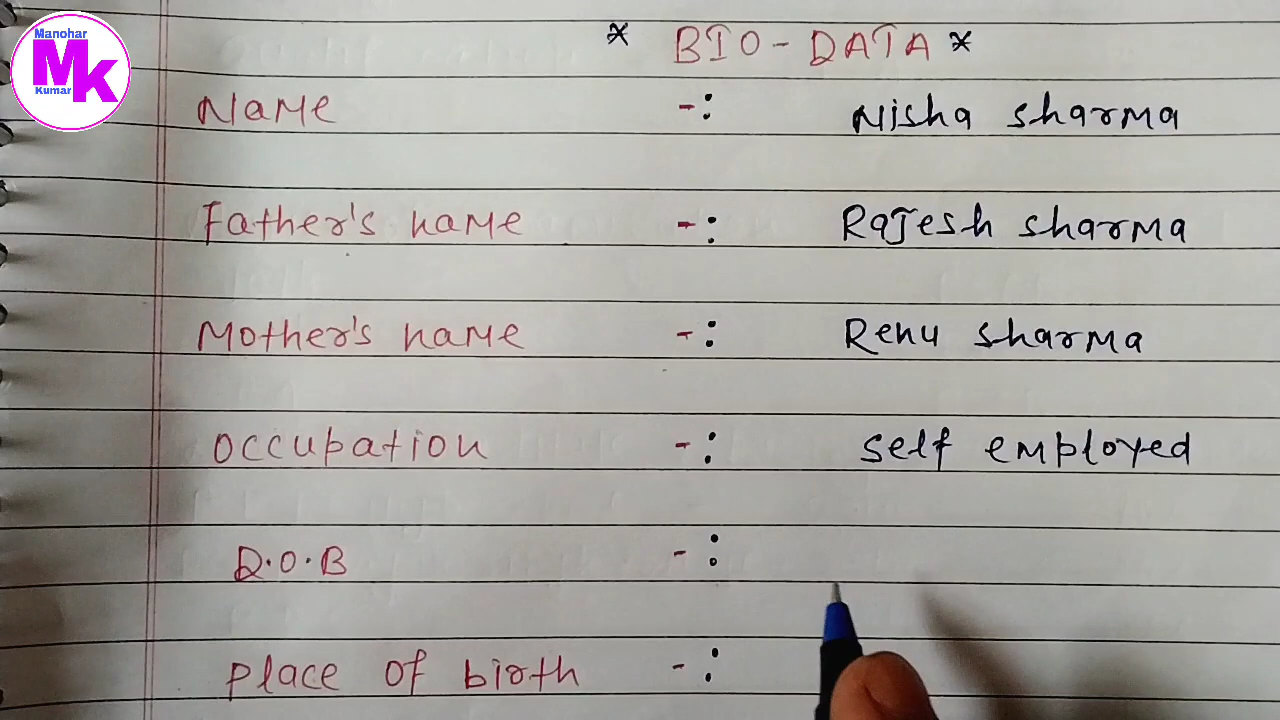 Manohar
MK
Kumar
* BIO-DATA *
Name -: Nisha sharma
Father's name -: Rajesh sharma
Mother's name -: Renu sharma
occupation -: self employed
D.O.B -:
place of birth -: